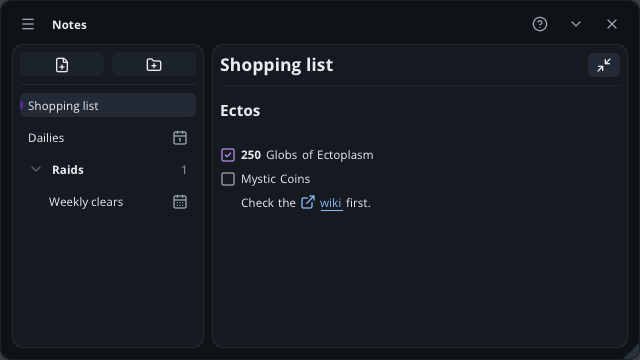 Notes
Shopping list
Dailies
Raids 1
Weekly clears
Shopping list
Ectos
250 Globs of Ectoplasm
Mystic Coins
Check the wiki first.